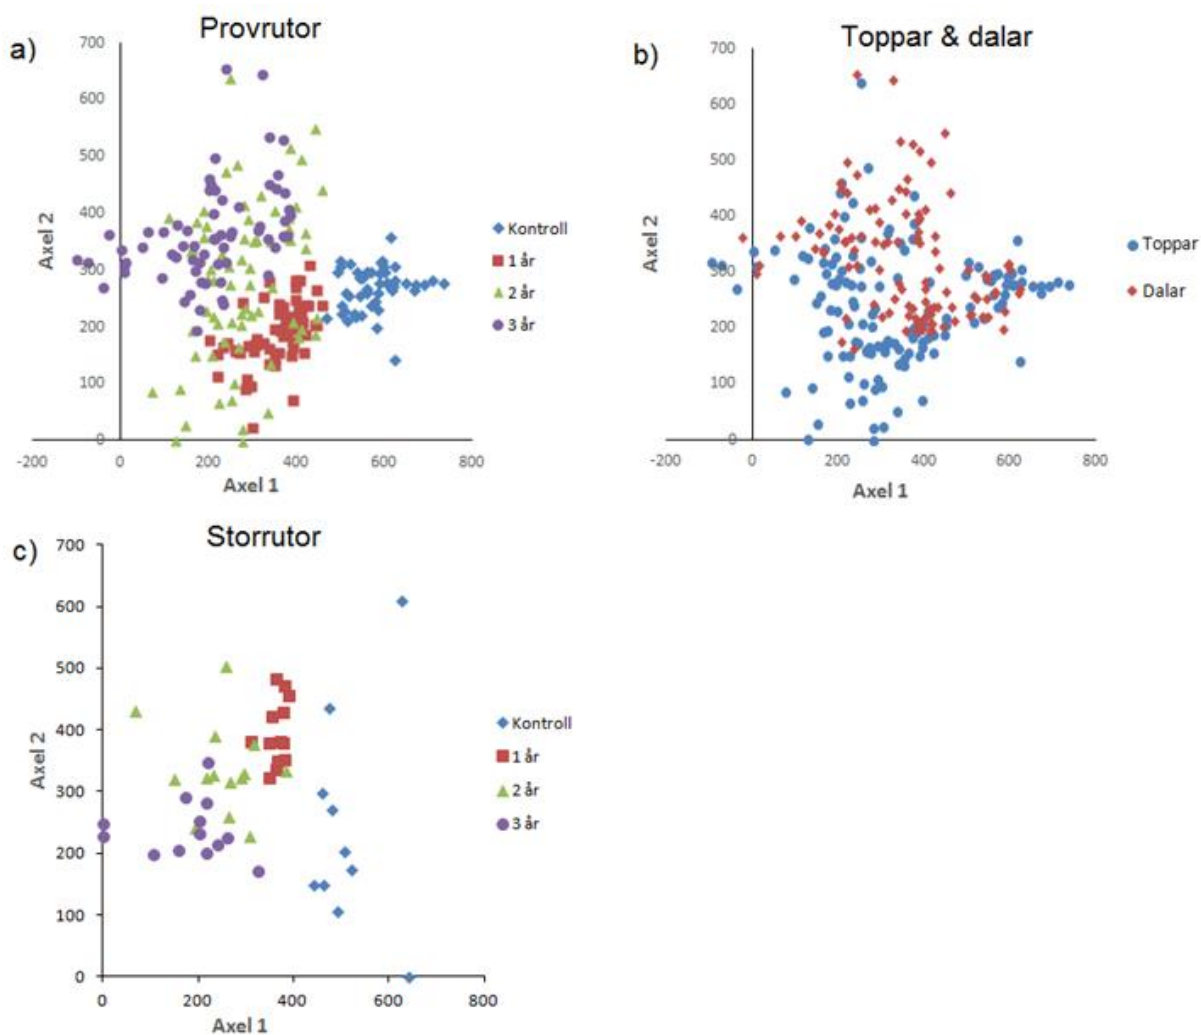 a)
Provrutor
700
600
500
400
300
200
100
0
-200
0
200
400
600
800
Axel 2
Axel 1
Kontroll
1 år
2 år
3 år
b)
Toppar & dalar
700
600
500
400
300
200
100
0
-200
0
200
400
600
800
Axel 2
Axel 1
Toppar
Dalar
c)
Storrutor
700
600
500
400
300
200
100
0
0
200
400
600
800
Axel 2
Axel 1
Kontroll
1 år
2 år
3 år